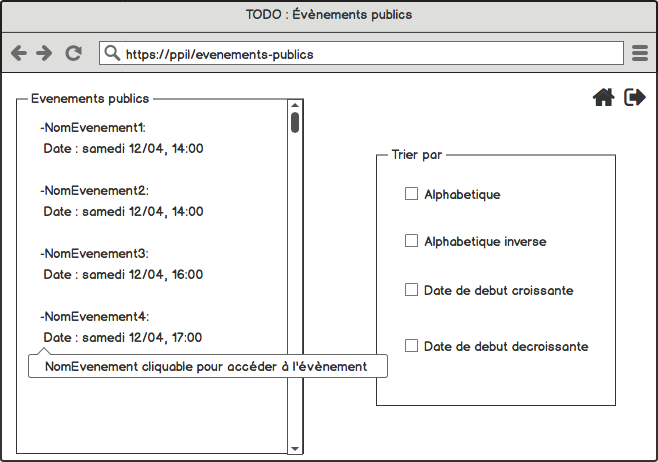 TODO : Évènements publics
https://ppil/evenements-publics
Evenements publics
-NomEvenement1:
Date : samedi 12/04, 14:00
-NomEvenement2:
Date : samedi 12/04, 14:00
-NomEvenement3:
Date : samedi 12/04, 16:00
-NomEvenement4:
Date : samedi 12/04, 17:00
NomEvenement cliquable pour accéder à l'évènement
Trier par
Alphabetique
Alphabetique inverse
Date de debut croissante
Date de debut decroissante